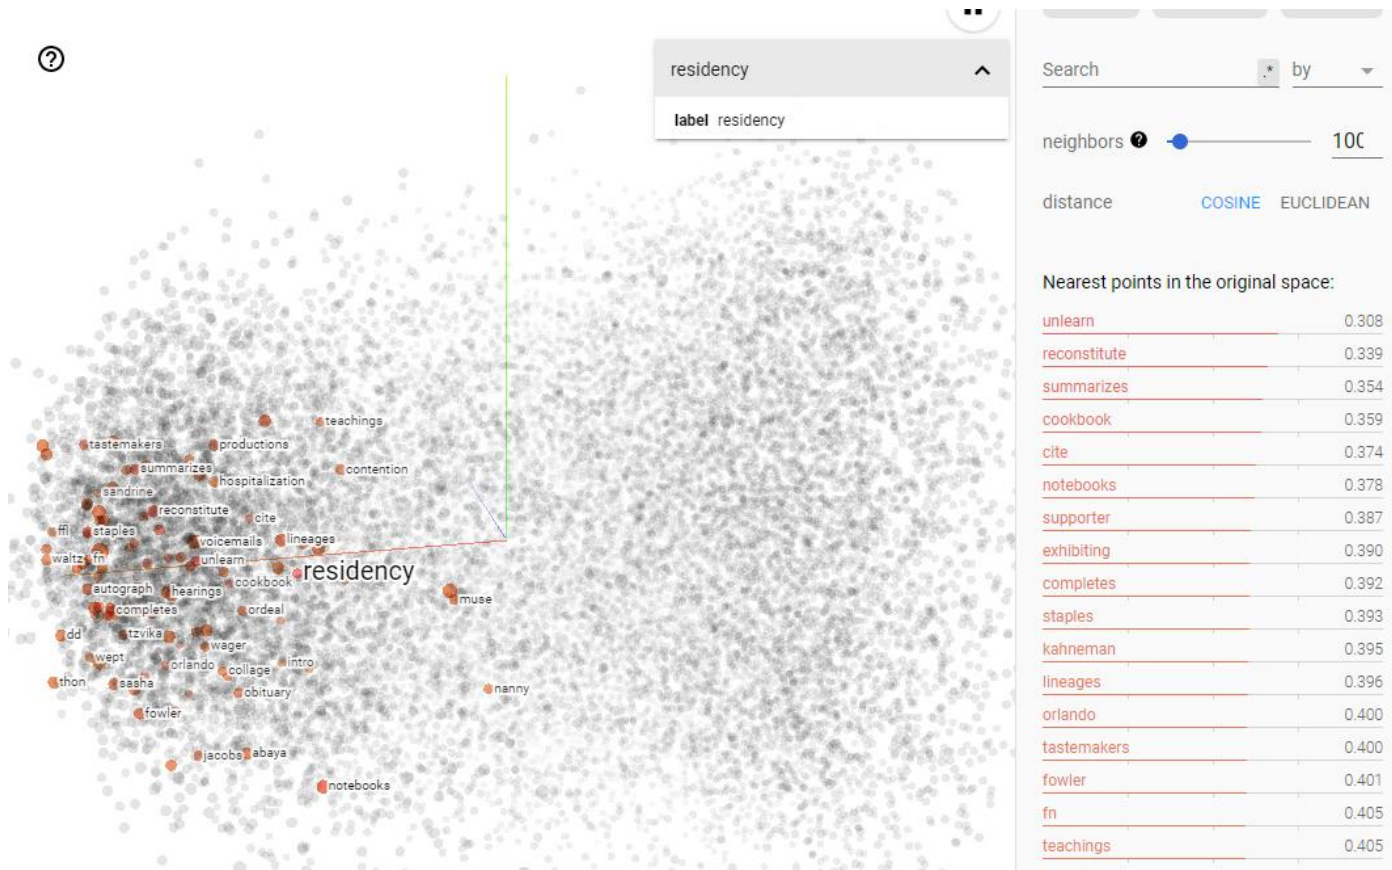 residency
label residency
Search .* by
neighbors ? 100
distance COSINE EUCLIDEAN
Nearest points in the original space:
unlearn 0.308
reconstitute 0.339
summarizes 0.354
cookbook 0.359
cite 0.374
notebooks 0.378
supporter 0.387
exhibiting 0.390
completes 0.392
staples 0.393
kahneman 0.395
lineages 0.396
orlando 0.400
tastemakers 0.400
fowler 0.401
fn 0.405
teachings 0.405
?
teachings
tastemakers productions
summarizes contention
hospitalization
sandrine
reconstitute
cite
ffl staples
voicemails lineages
waltz fn unlearn
residency
cookbook
autograph hearings
muse
completes ordeal
dd tzvika
wager
wept
orlando collage intro
thon sasha
obituary nanny
fowler
jacobs abaya
notebooks